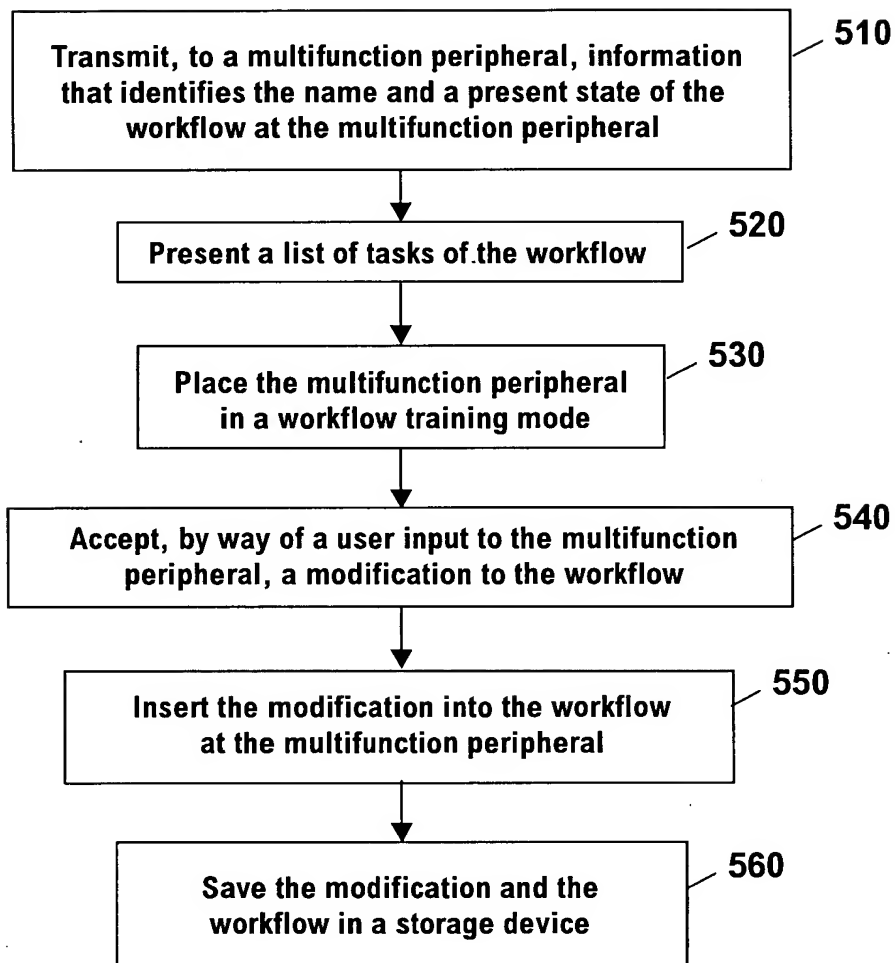 Transmit, to a multifunction peripheral, information
that identifies the name and a present state of the
workflow at the multifunction peripheral
510
Present a list of tasks of the workflow
520
Place the multifunction peripheral
in a workflow training mode
530
Accept, by way of a user input to the multifunction
peripheral, a modification to the workflow
540
Insert the modification into the workflow
at the multifunction peripheral
550
Save the modification and the
workflow in a storage device
560